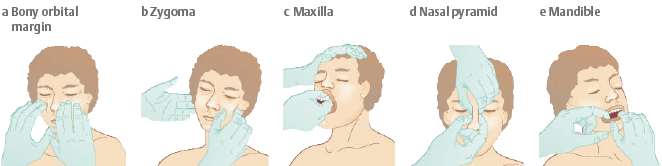 a Bony orbital margin
b Zygoma
c Maxilla
d Nasal pyramid
e Mandible